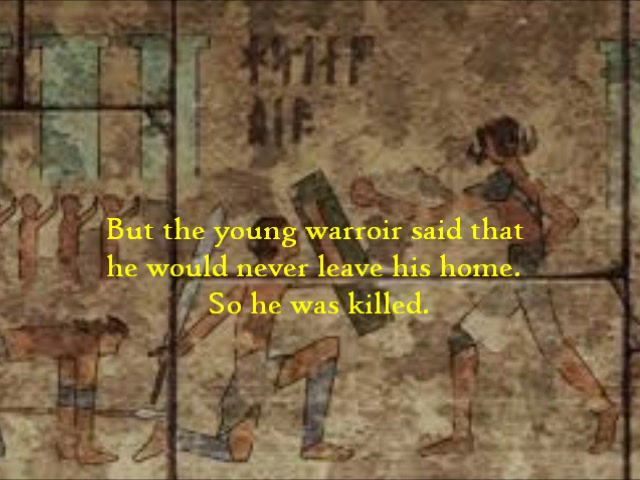 But the young warroir said that
he would never leave his home.
So he was killed.